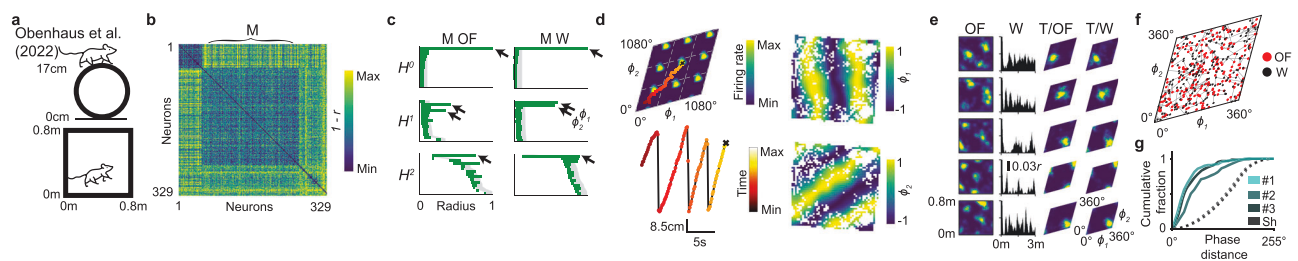 a
Obenhaus et al.
(2022)
17cm
0cm
0.8m
0m
0m
0.8m
b
M
1
Neurons
329
1
Neurons
329
Max
1 - r
Min
c
M OF
M W
H0
H1
ϕ1
ϕ2
H2
0
Radius
1
d
1080°
ϕ2
0°
ϕ1
1080°
Max
Firing rate
Min
1
ϕ1
-1
Max
Time
Min
8.5cm
5s
1
ϕ2
-1
e
OF
W
T/OF
T/W
0.03r
0.8m
0m
0m
3m
360°
0°
ϕ1
360°
ϕ2
f
360°
ϕ2
0°
ϕ1
360°
OF
W
g
Cumulative
fraction
1
0
#1
#2
#3
Sh
0°
Phase
distance
255°